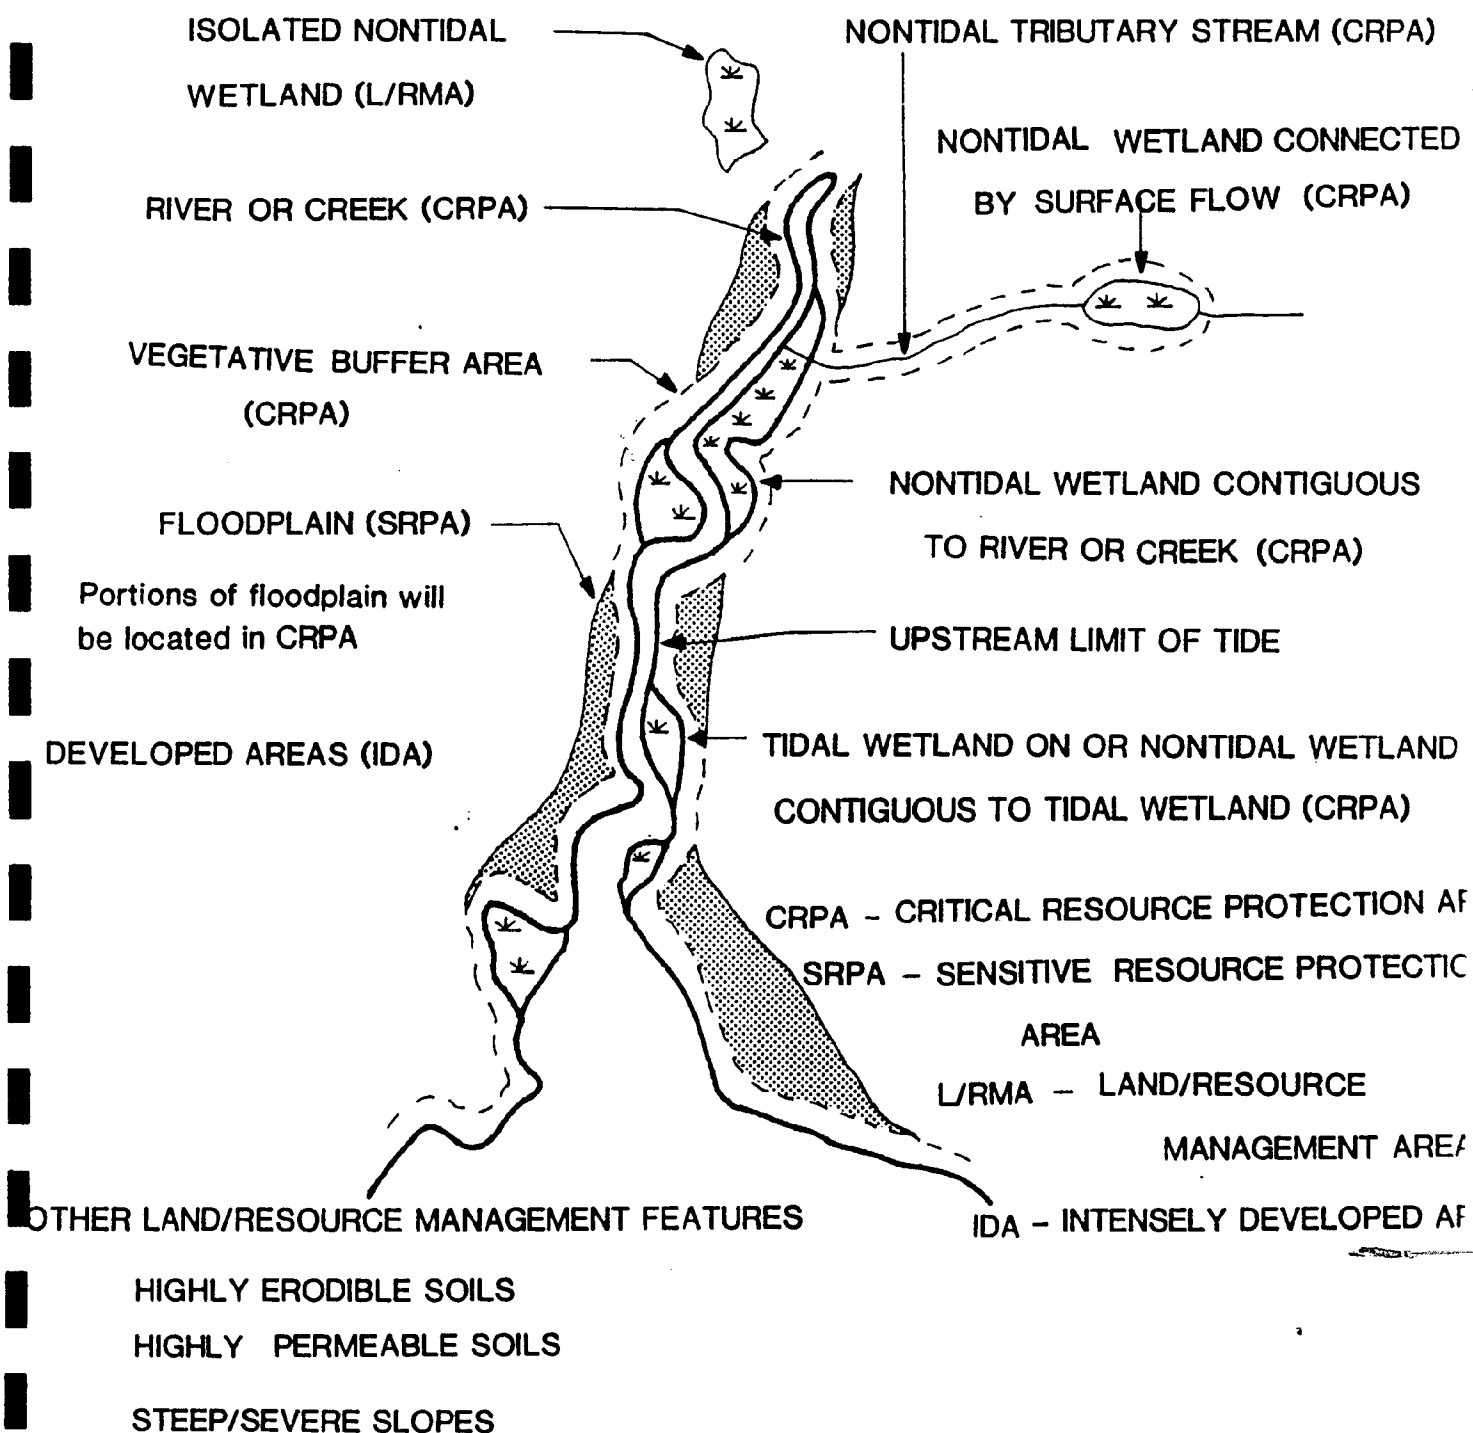 ISOLATED NONTIDAL
WETLAND (L/RMA)
NONTIDAL TRIBUTARY STREAM (CRPA)
NONTIDAL WETLAND CONNECTED
BY SURFACE FLOW (CRPA)
RIVER OR CREEK (CRPA)
VEGETATIVE BUFFER AREA
(CRPA)
NONTIDAL WETLAND CONTIGUOUS
TO RIVER OR CREEK (CRPA)
FLOODPLAIN (SRPA)
Portions of floodplain will
be located in CRPA
UPSTREAM LIMIT OF TIDE
DEVELOPED AREAS (IDA)
TIDAL WETLAND ON OR NONTIDAL WETLAND
CONTIGUOUS TO TIDAL WETLAND (CRPA)
CRPA - CRITICAL RESOURCE PROTECTION
SRPA - SENSITIVE RESOURCE
AREA
L/RMA - LAND/RESOURCE
MANAGEMENT AREA
IDA - INTENSELY DEVELOPED
OTHER LAND/RESOURCE MANAGEMENT FEATURES
HIGHLY ERODIBLE SOILS
HIGHLY PERMEABLE SOILS
STEEP/SEVERE SLOPES